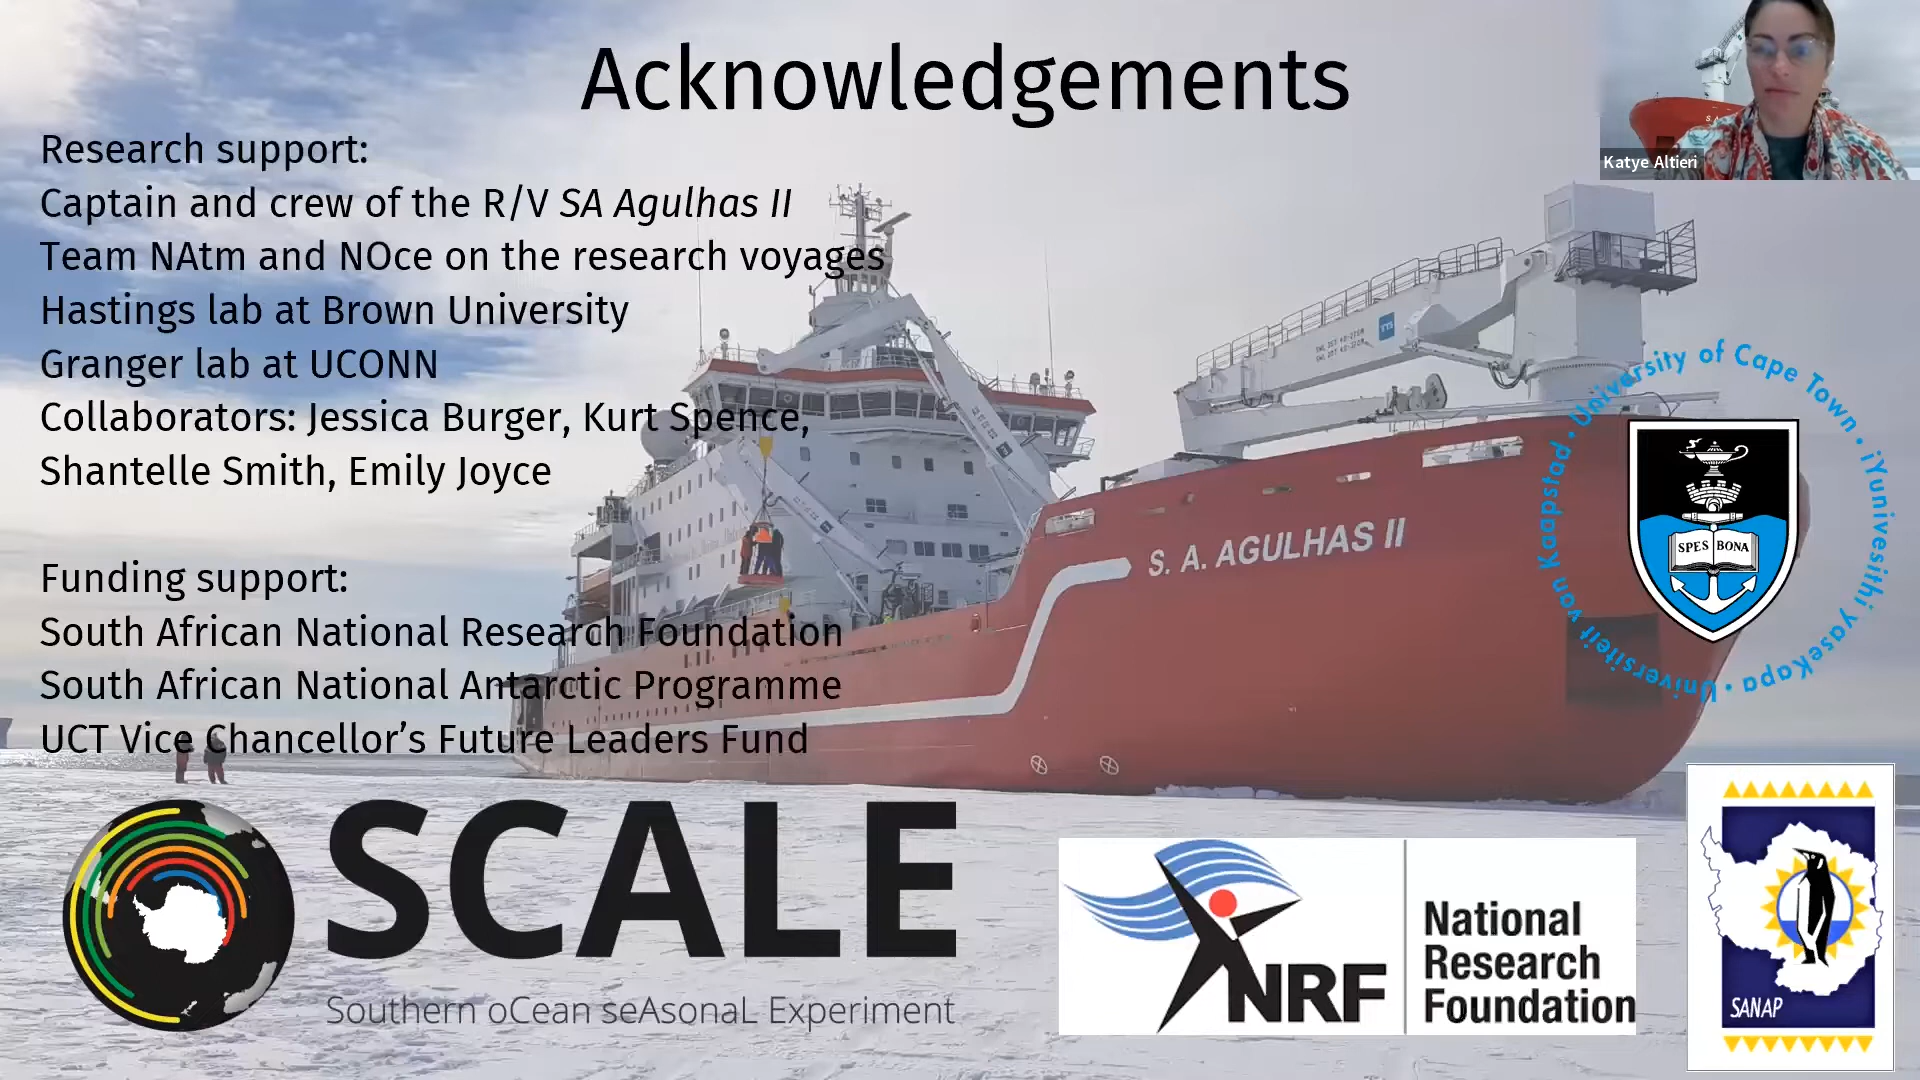 Acknowledgements
Katye Altieri
Research support:
Captain and crew of the R/V SA Agulhas II
Team NAtm and NOce on the research voyages
Hastings lab at Brown University
Granger lab at UCONN
Collaborators: Jessica Burger, Kurt Spence,
Shantelle Smith, Emily Joyce
Funding support:
South African National Research Foundation
South African National Antarctic Programme
UCT Vice Chancellor’s Future Leaders Fund
S. A. AGULHAS II
University of Cape Town • iYunivesithi yaseKapa • Universiteit van Kaapstad •
SPES BONA
SCALE
Southern oCean seAsonaL Experiment
NRF
National
Research
Foundation
SANAP